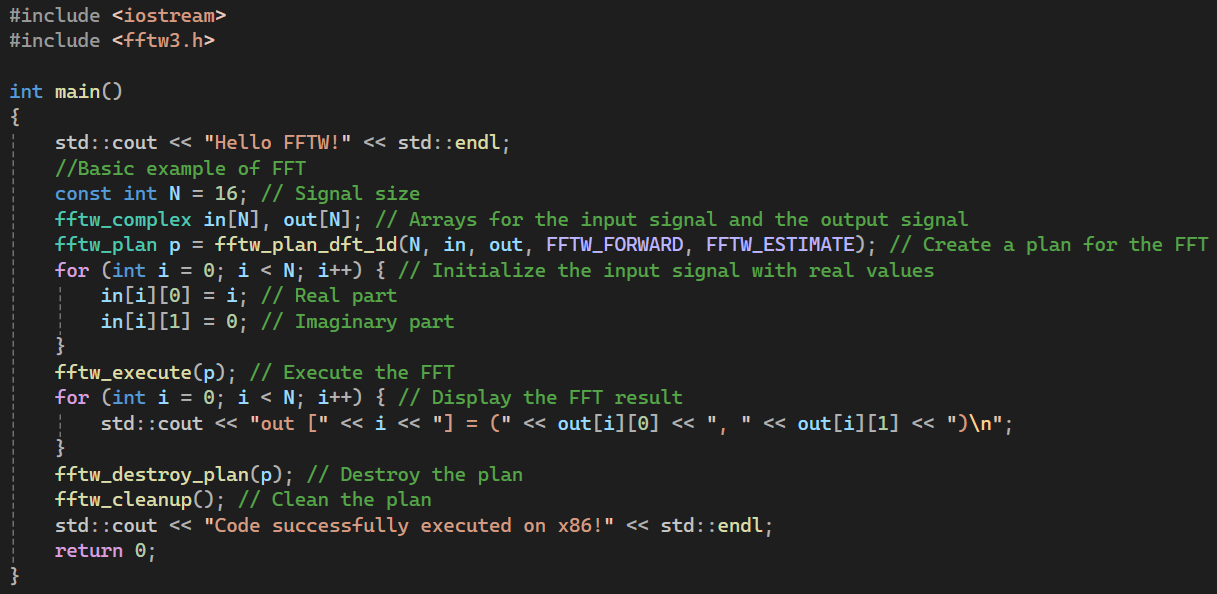 #include <iostream>
#include <fftw3.h>

int main()
{
    std::cout << "Hello FFTW!" << std::endl;
    //Basic example of FFT
    const int N = 16; // Signal size
    fftw_complex in[N], out[N]; // Arrays for the input signal and the output signal
    fftw_plan p = fftw_plan_dft_1d(N, in, out, FFTW_FORWARD, FFTW_ESTIMATE); // Create a plan for the FFT
    for (int i = 0; i < N; i++) { // Initialize the input signal with real values
        in[i][0] = i; // Real part
        in[i][1] = 0; // Imaginary part
    }
    fftw_execute(p); // Execute the FFT
    for (int i = 0; i < N; i++) { // Display the FFT result
        std::cout << "out [" << i << "] = (" << out[i][0] << ", " << out[i][1] << ")\n";
    }
    fftw_destroy_plan(p); // Destroy the plan
    fftw_cleanup(); // Clean the plan
    std::cout << "Code successfully executed on x86!" << std::endl;
    return 0;
}